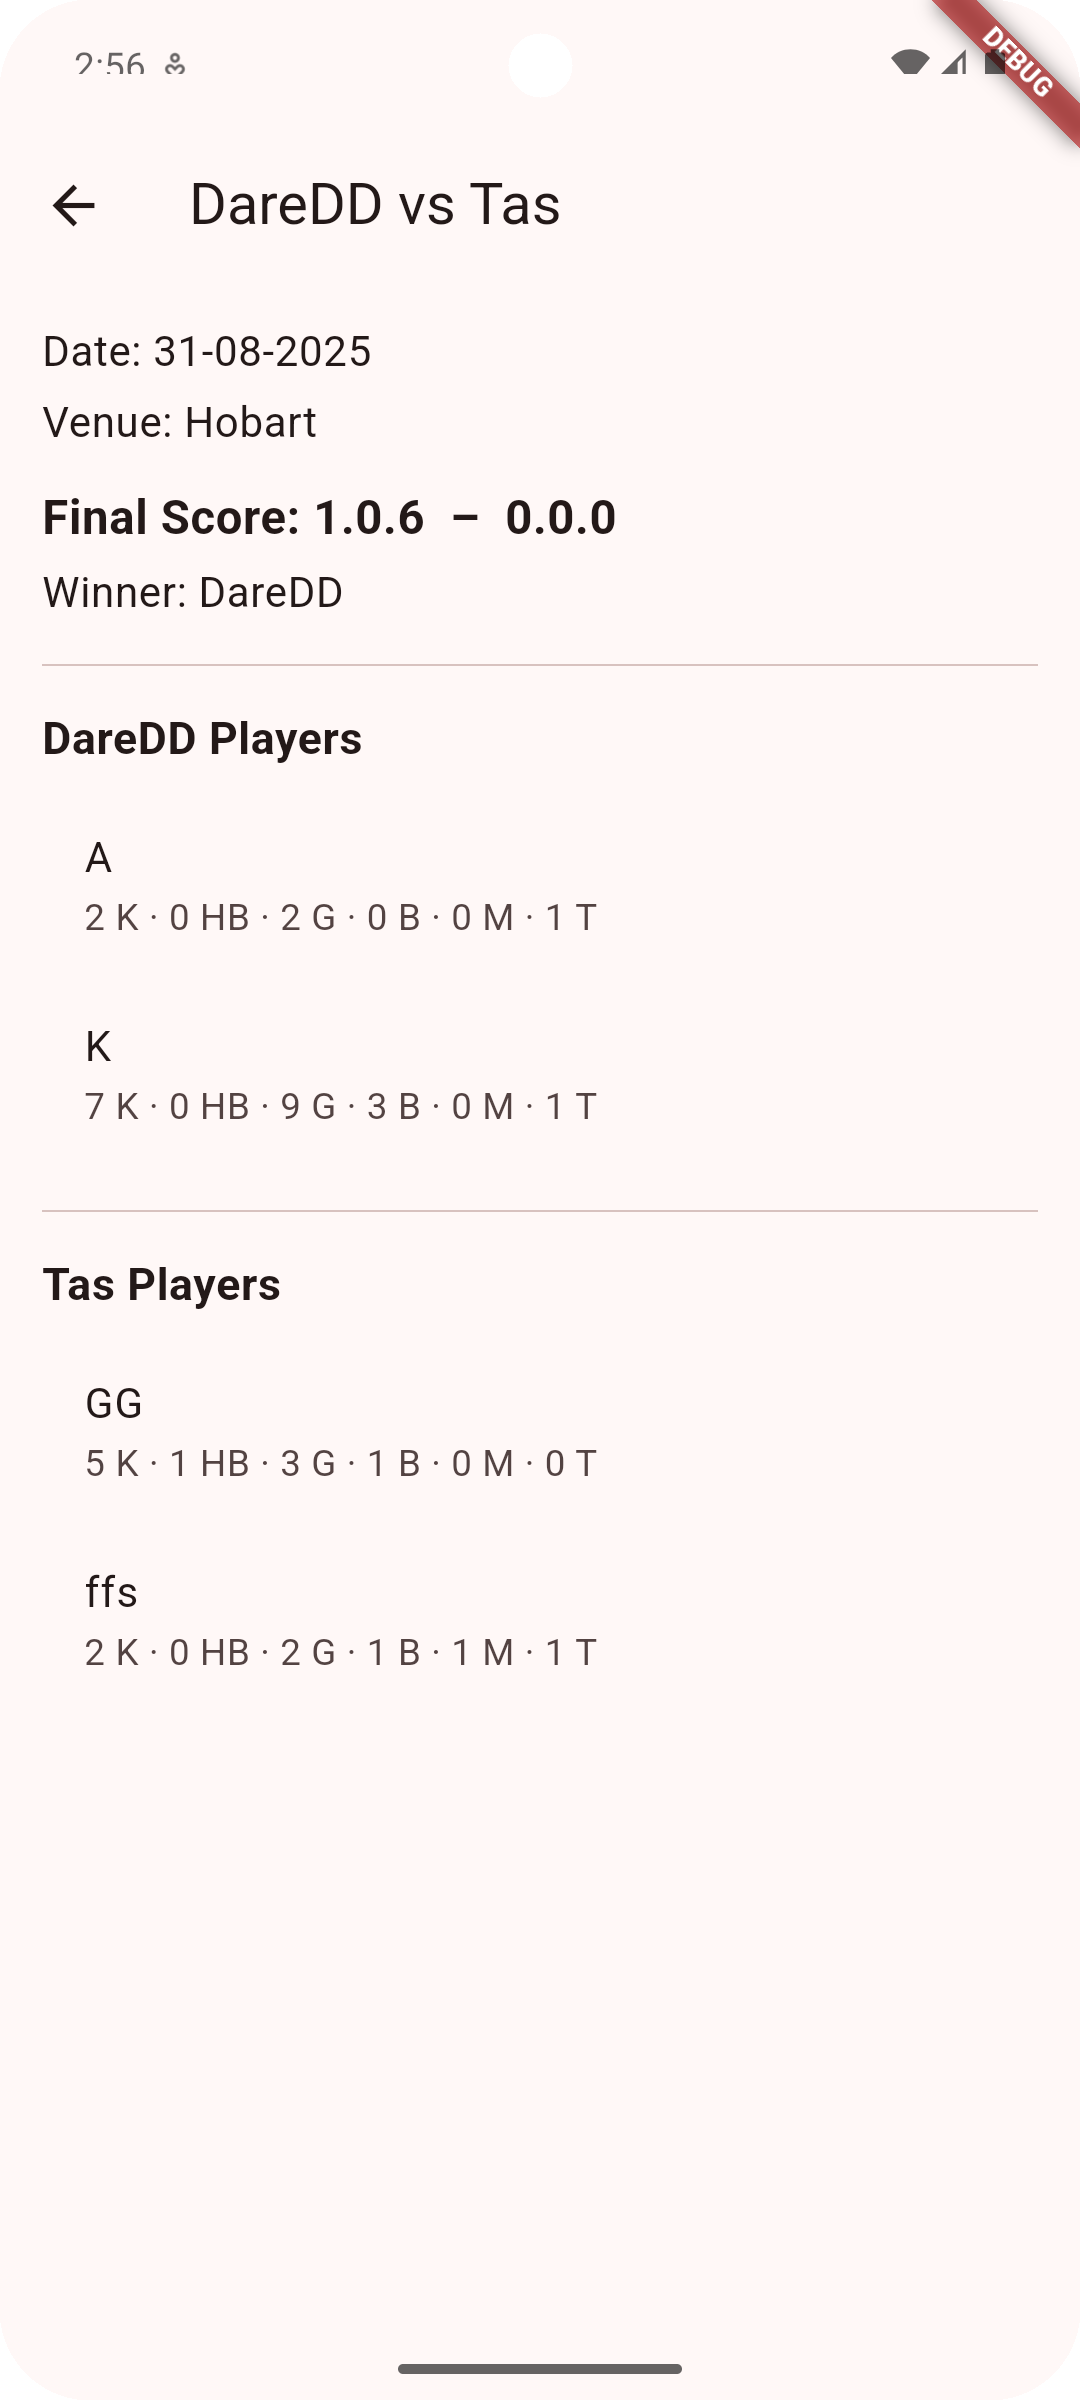 2:56
DEBUG
DareDD vs Tas
Date: 31-08-2025
Venue: Hobart
Final Score: 1.0.6 – 0.0.0
Winner: DareDD
DareDD Players
A
2 K · 0 HB · 2 G · 0 B · 0 M · 1 T
K
7 K · 0 HB · 9 G · 3 B · 0 M · 1 T
Tas Players
GG
5 K · 1 HB · 3 G · 1 B · 0 M · 0 T
ffs
2 K · 0 HB · 2 G · 1 B · 1 M · 1 T